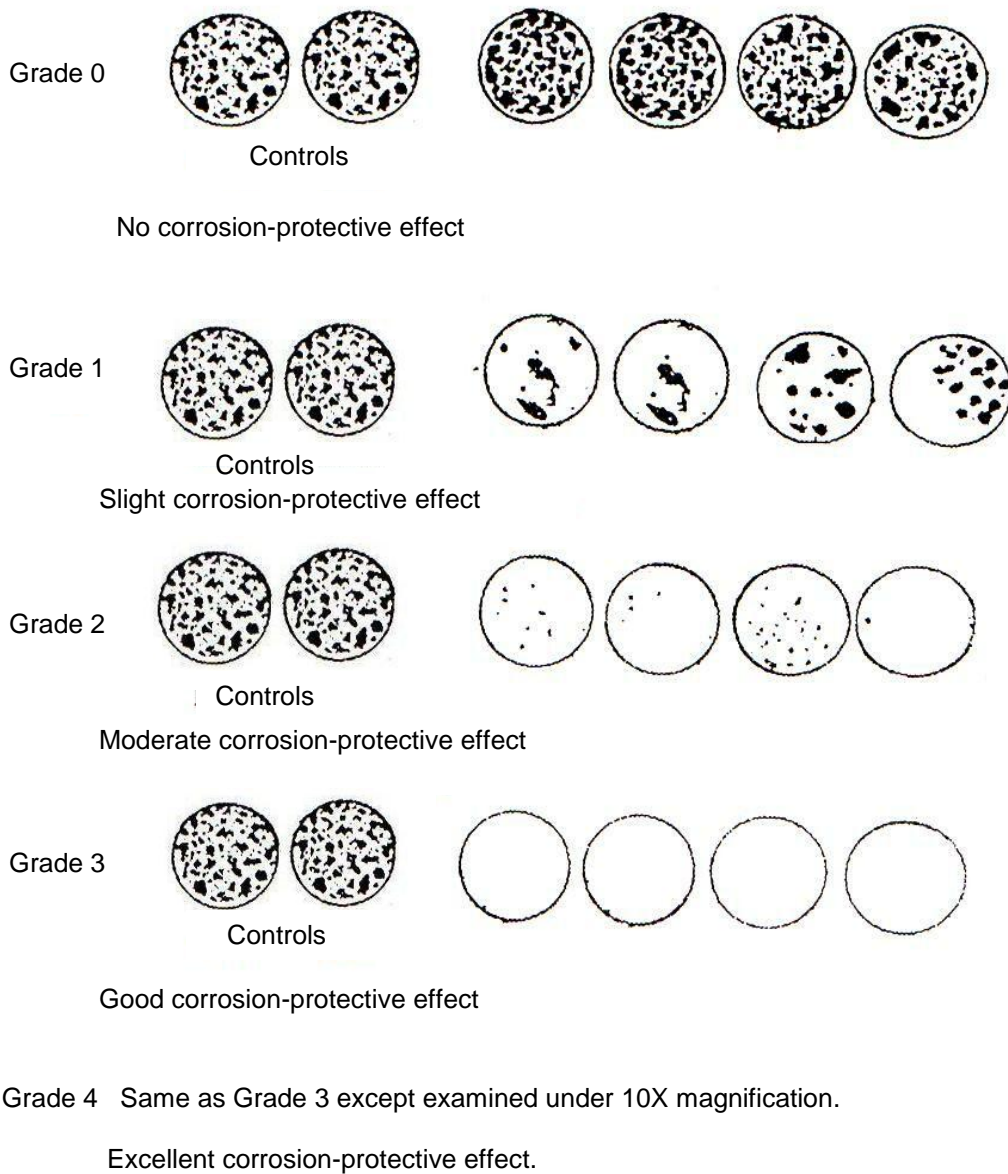 Grade 0
Controls
No corrosion-protective effect
Grade 1
Controls
Slight corrosion-protective effect
Grade 2
Controls
Moderate corrosion-protective effect
Grade 3
Controls
Good corrosion-protective effect
Grade 4 Same as Grade 3 except examined under 10X magnification.
Excellent corrosion-protective effect.